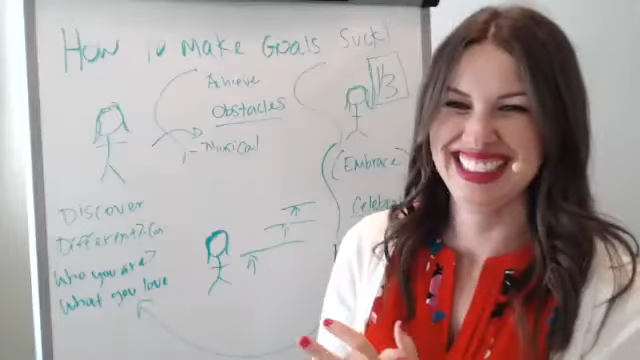 How To Make Goals Suck!
Achieve
Obstacles
Musical
1/3
Embrace
Discover
Who you are?
What you love